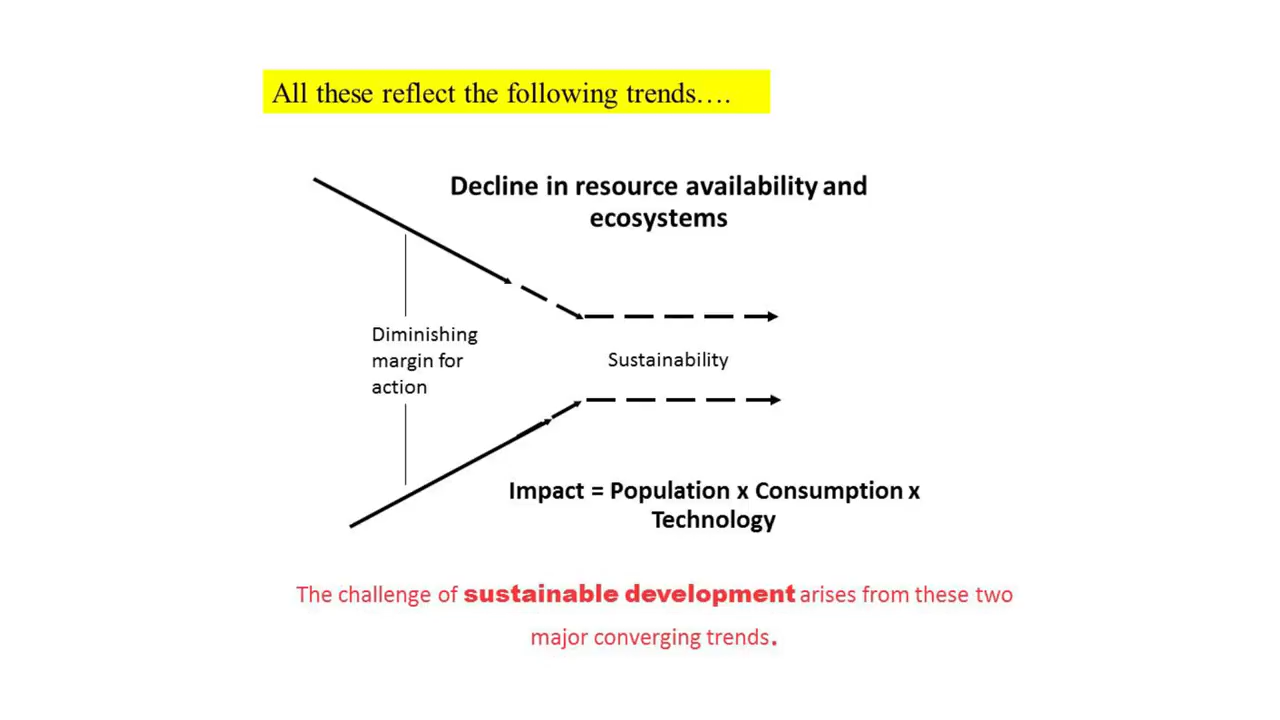 All these reflect the following trends....
Decline in resource availability and
ecosystems
Diminishing
margin for
action
Sustainability
Impact = Population x Consumption x
Technology
The challenge of sustainable development arises from these two
major converging trends.